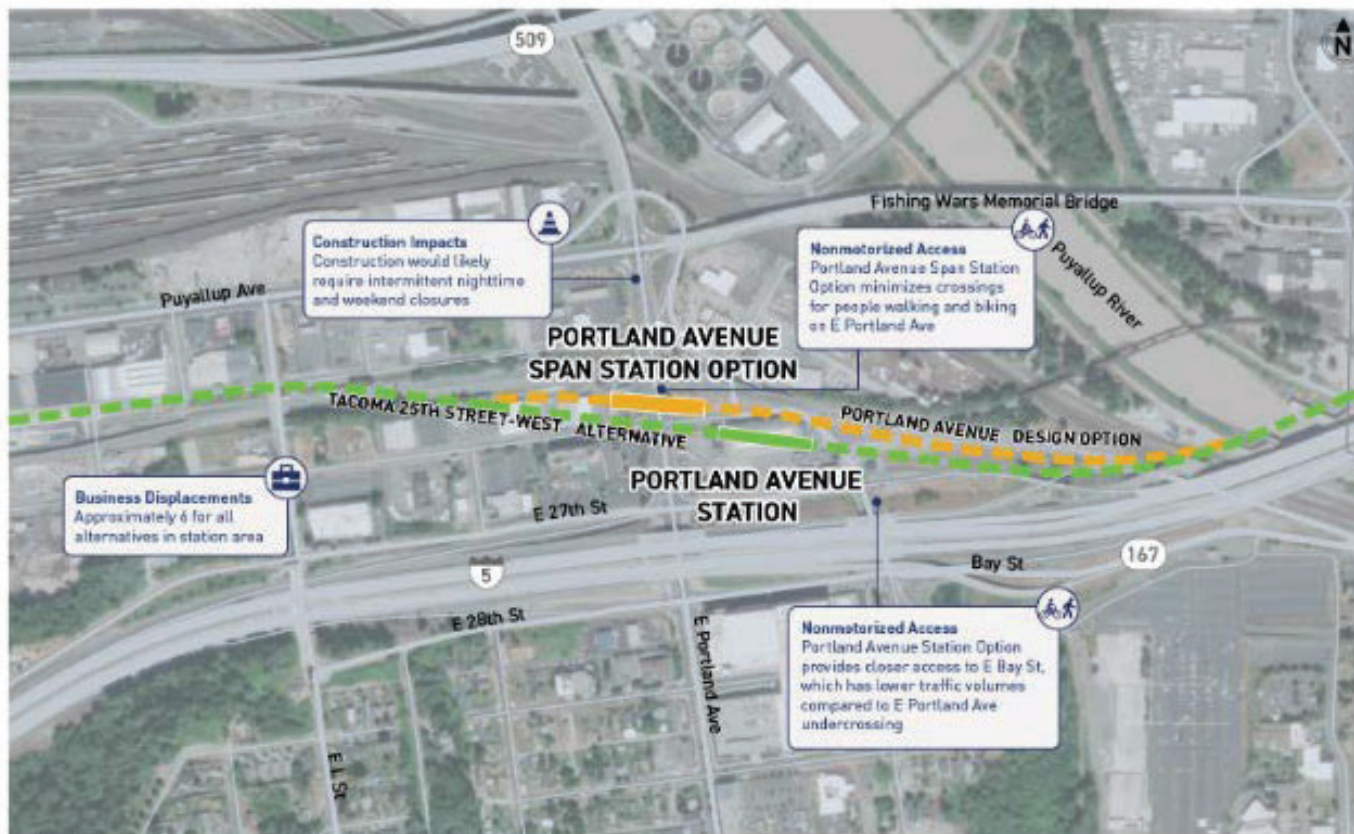 509
N
Fishing Wars Memorial Bridge
Construction Impacts
Construction would likely
require intermittent nighttime
and weekend closures
Nonmotorized Access
Portland Avenue Span Station
Option minimizes crossings
for people walking and biking
on E Portland Ave
Puyallup River
Puyallup Ave
PORTLAND AVENUE
SPAN STATION OPTION
TACOMA 25TH STREET-WEST ALTERNATIVE
PORTLAND AVENUE DESIGN OPTION
PORTLAND AVENUE
STATION
Business Displacements
Approximately 6 for all
alternatives in station area
E 27th St
5
Bay St
167
E 28th St
E Portland Ave
E L St
Nonmotorized Access
Portland Avenue Station Option
provides closer access to E Bay St,
which has lower traffic volumes
compared to E Portland Ave
undercrossing